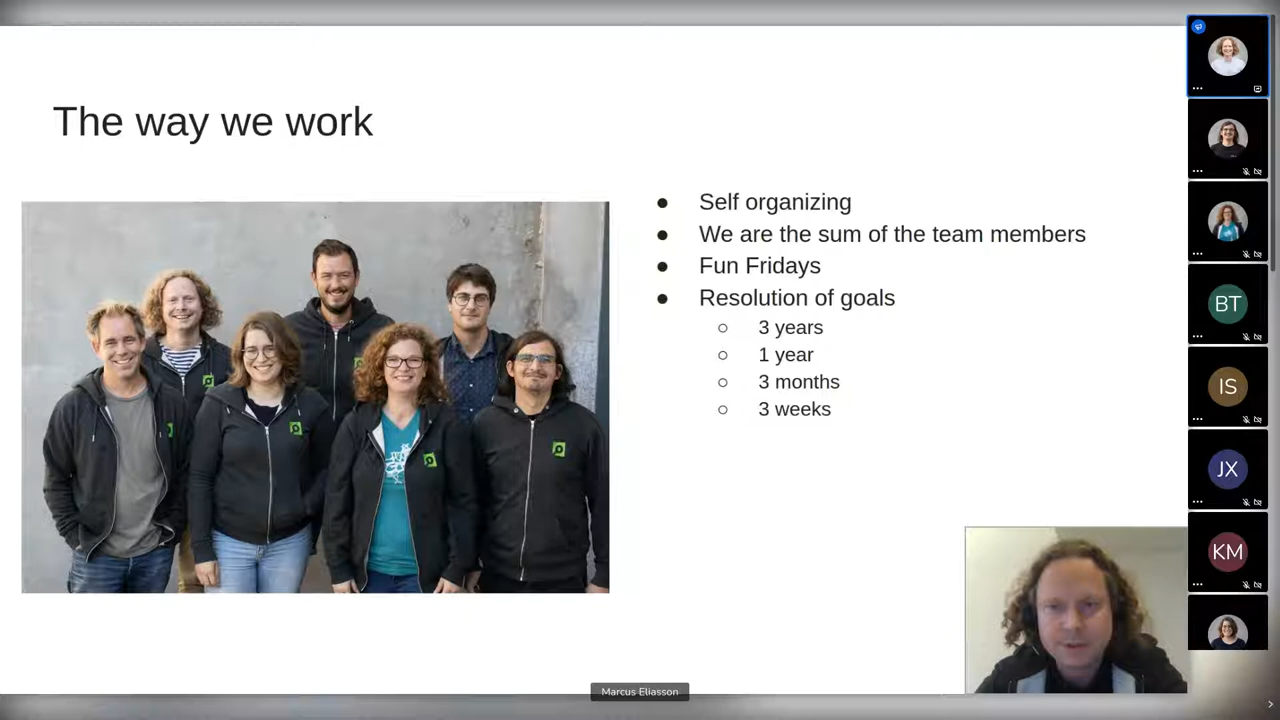 The way we work
● Self organizing
● We are the sum of the team members
● Fun Fridays
● Resolution of goals
○ 3 years
○ 1 year
○ 3 months
○ 3 weeks
BT
IS
JX
KM
Marcus Eliasson